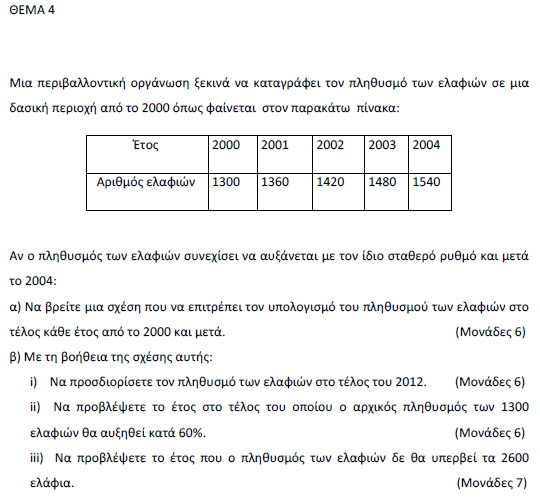 ΘΕΜΑ 4
Μια περιβαλλοντική οργάνωση ξεκινά να καταγράφει τον πληθυσμό των ελαφιών σε μια
δασική περιοχή από το 2000 όπως φαίνεται στον παρακάτω πίνακα:
Έτος 2000 2001 2002 2003 2004
Αριθμός ελαφιών 1300 1360 1420 1480 1540
Αν ο πληθυσμός των ελαφιών συνεχίσει να αυξάνεται με τον ίδιο σταθερό ρυθμό και μετά
το 2004:
α) Να βρείτε μια σχέση που να επιτρέπει τον υπολογισμό του πληθυσμού των ελαφιών στο
τέλος κάθε έτος από το 2000 και μετά. (Μονάδες 6)
β) Με τη βοήθεια της σχέσης αυτής:
i) Να προσδιορίσετε τον πληθυσμό των ελαφιών στο τέλος του 2012. (Μονάδες 6)
ii) Να προβλέψετε το έτος στο τέλος του οποίου ο αρχικός πληθυσμός των 1300
ελαφιών θα αυξηθεί κατά 60%. (Μονάδες 6)
iii) Να προβλέψετε το έτος που ο πληθυσμός των ελαφιών δε θα υπερβεί τα 2600
ελάφια. (Μονάδες 7)